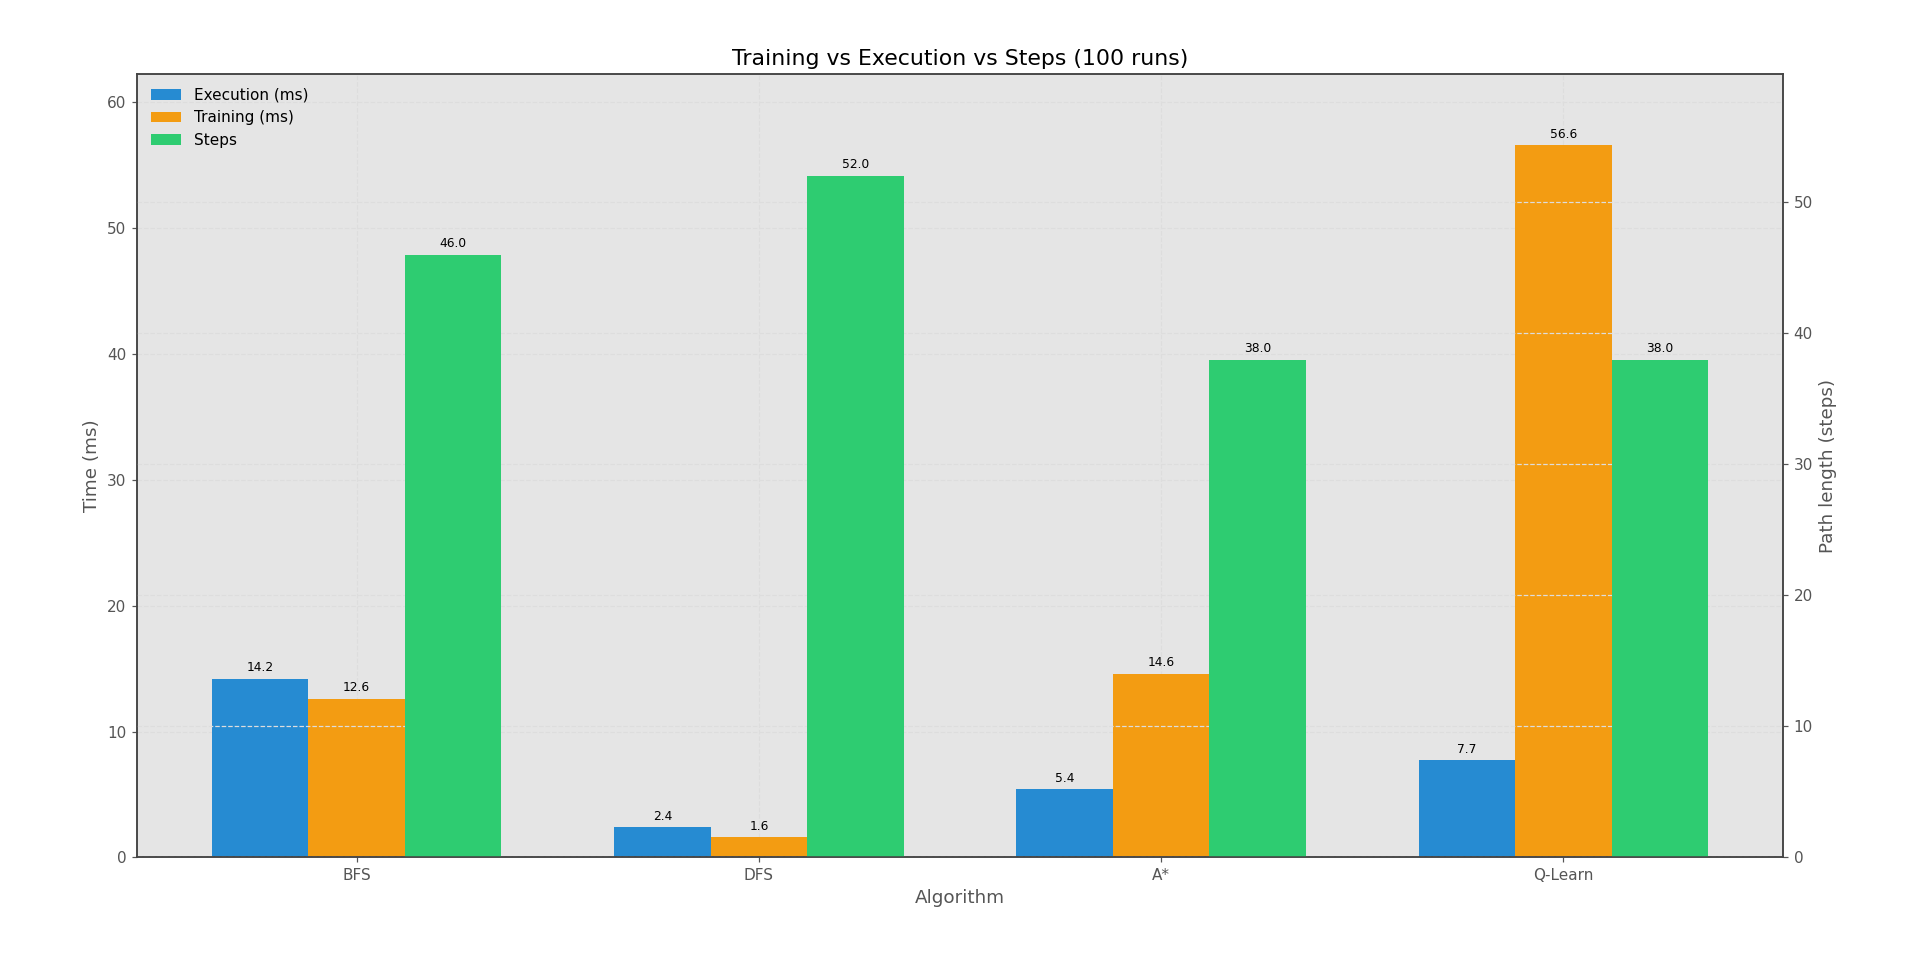 Training vs Execution vs Steps (100 runs)
Execution (ms)
Training (ms)
Steps
60
50
40
30
20
10
0
Time (ms)
14.2
12.6
46.0
2.4
1.6
52.0
5.4
14.6
38.0
7.7
56.6
38.0
50
40
30
20
10
0
Path length (steps)
BFS
DFS
A*
Q-Learn
Algorithm